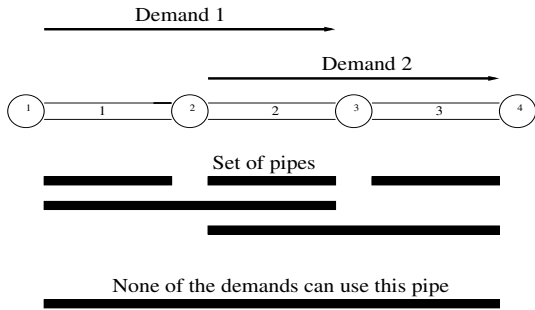 Demand 1
Demand 2
1 1 2 2 3 3 4
Set of pipes
None of the demands can use this pipe